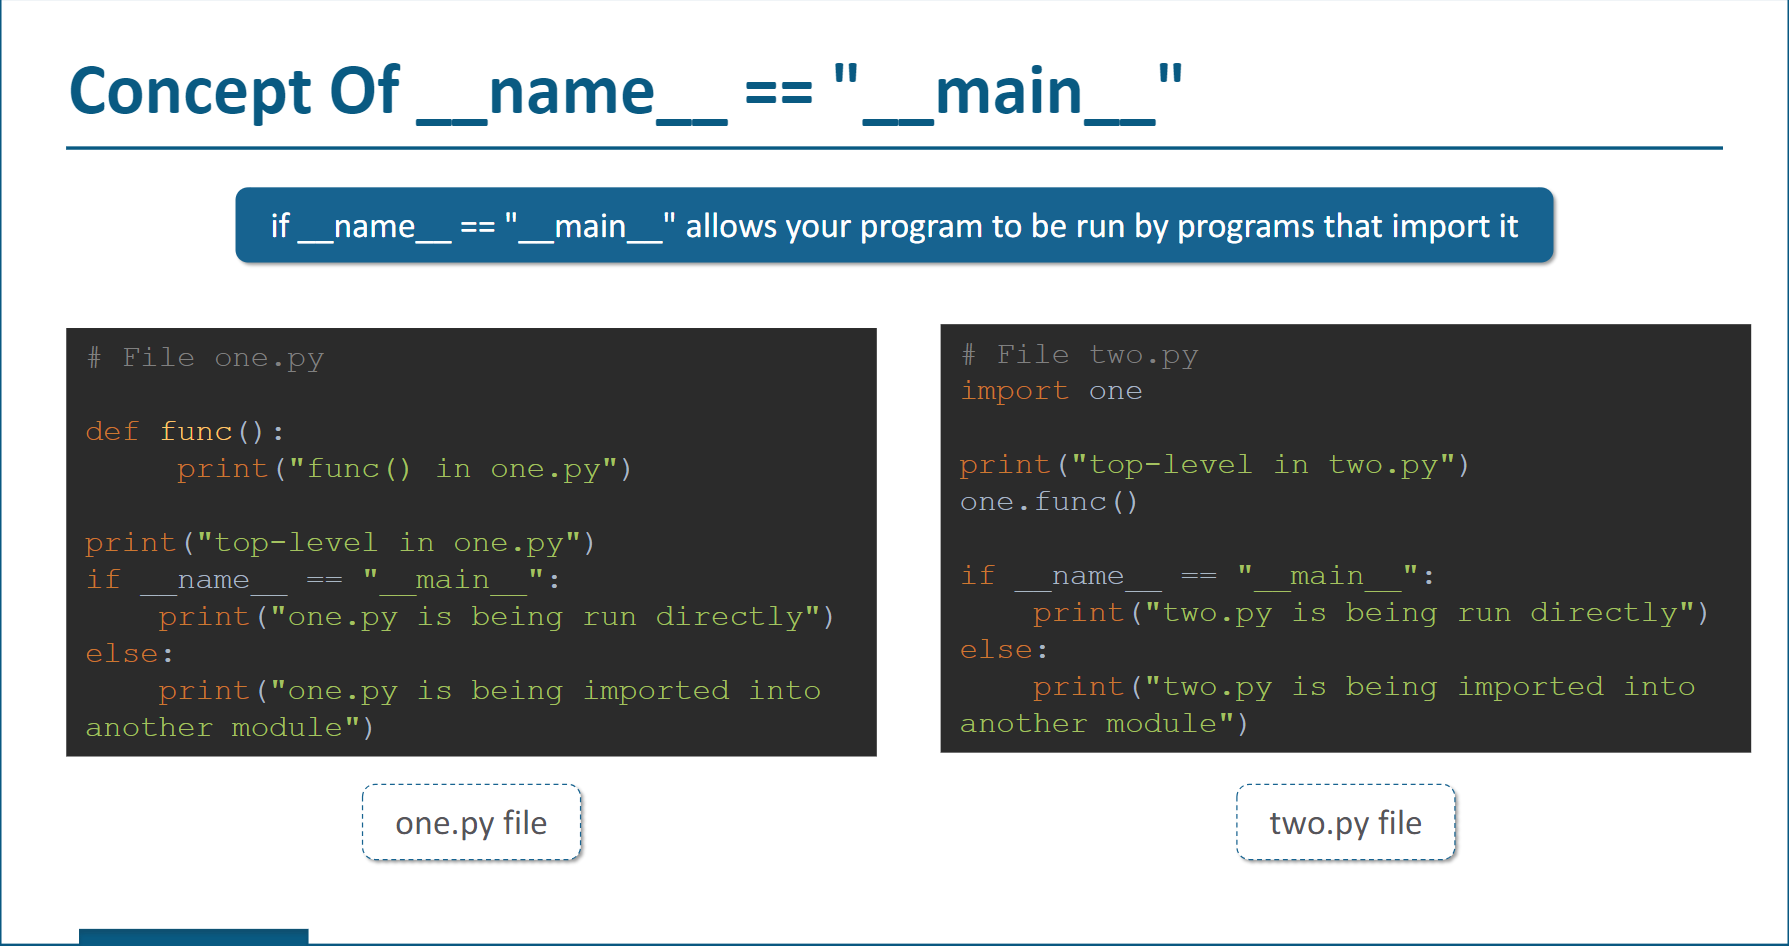 Concept Of __name__ == "__main__"
if __name__ == "__main__" allows your program to be run by programs that import it
# File one.py
def func():
     print("func() in one.py")
print("top-level in one.py")
if __name__ == "__main__":
    print("one.py is being run directly")
else:
    print("one.py is being imported into
another module")
one.py file
# File two.py
import one
print("top-level in two.py")
one.func()
if __name__ == "__main__":
    print("two.py is being run directly")
else:
    print("two.py is being imported into
another module")
two.py file